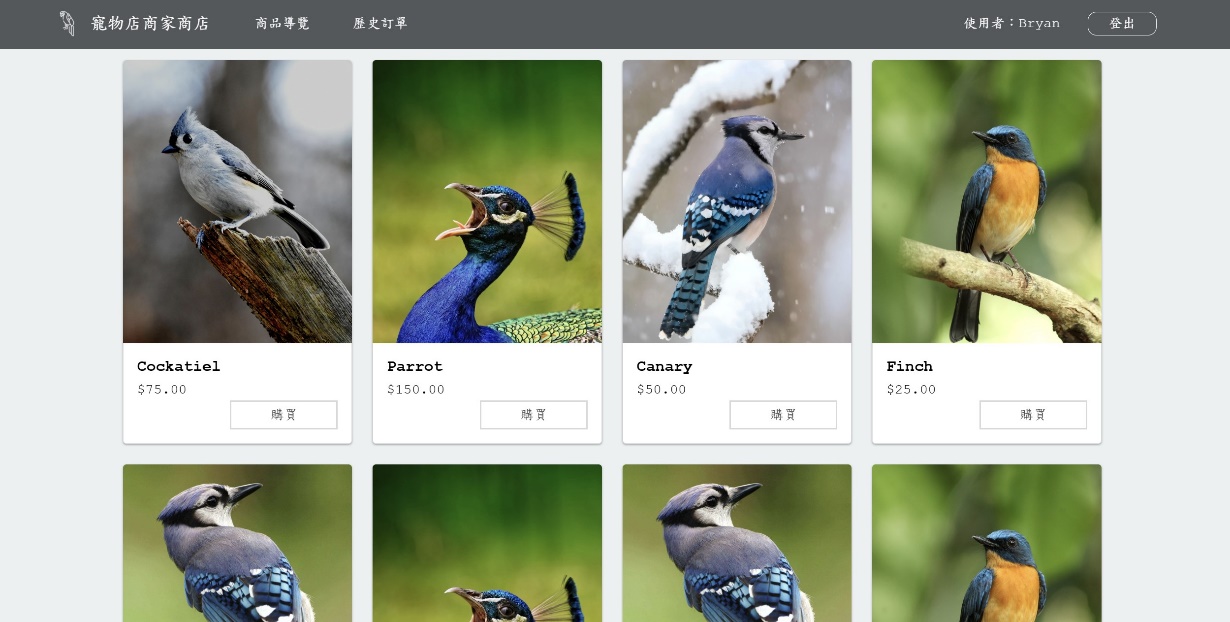 寵物店商家商店 商品導覽 歷史訂單 使用者：Bryan 登出
Cockatiel Parrot Canary Finch
$75.00 $150.00 $50.00 $25.00
購買 購買 購買 購買